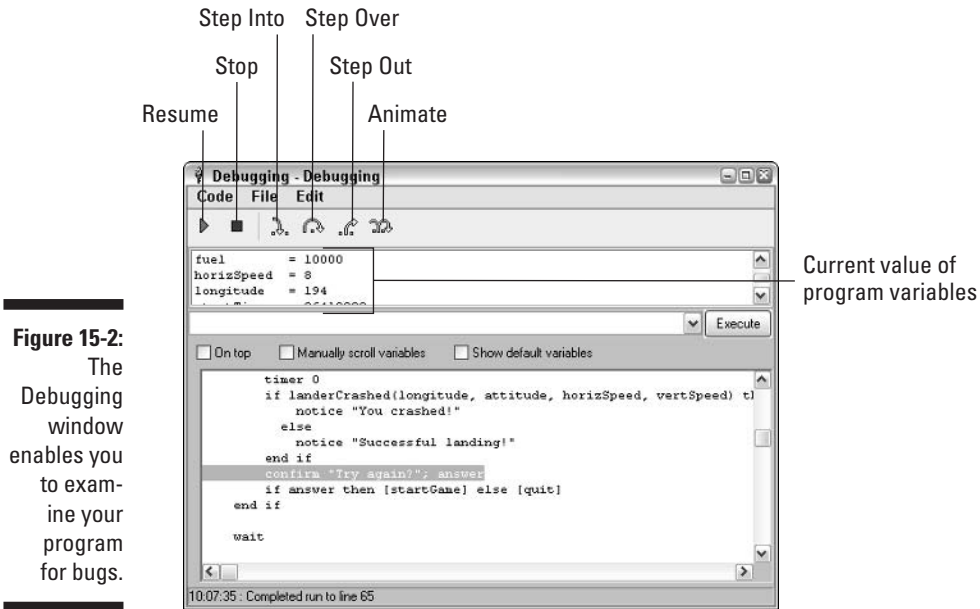 Step Into Step Over
Stop Step Out
Resume Animate
Debugging - Debugging
Code File Edit
fuel = 10000
horizSpeed = 8
longitude = 194
Current value of
program variables
Execute
On top Manually scroll variables Show default variables
timer 0
if landerCrashed(longitude, attitude, horizSpeed, vertSpeed) tl
notice "You crashed!"
else
notice "Successful landing!"
end if
confirm "Try again?"; answer
if answer then [startGame] else [quit]
end if
wait
10:07:35 : Completed run to line 65
Figure 15-2:
The
Debugging
window
enables you
to exam-
ine your
program
for bugs.